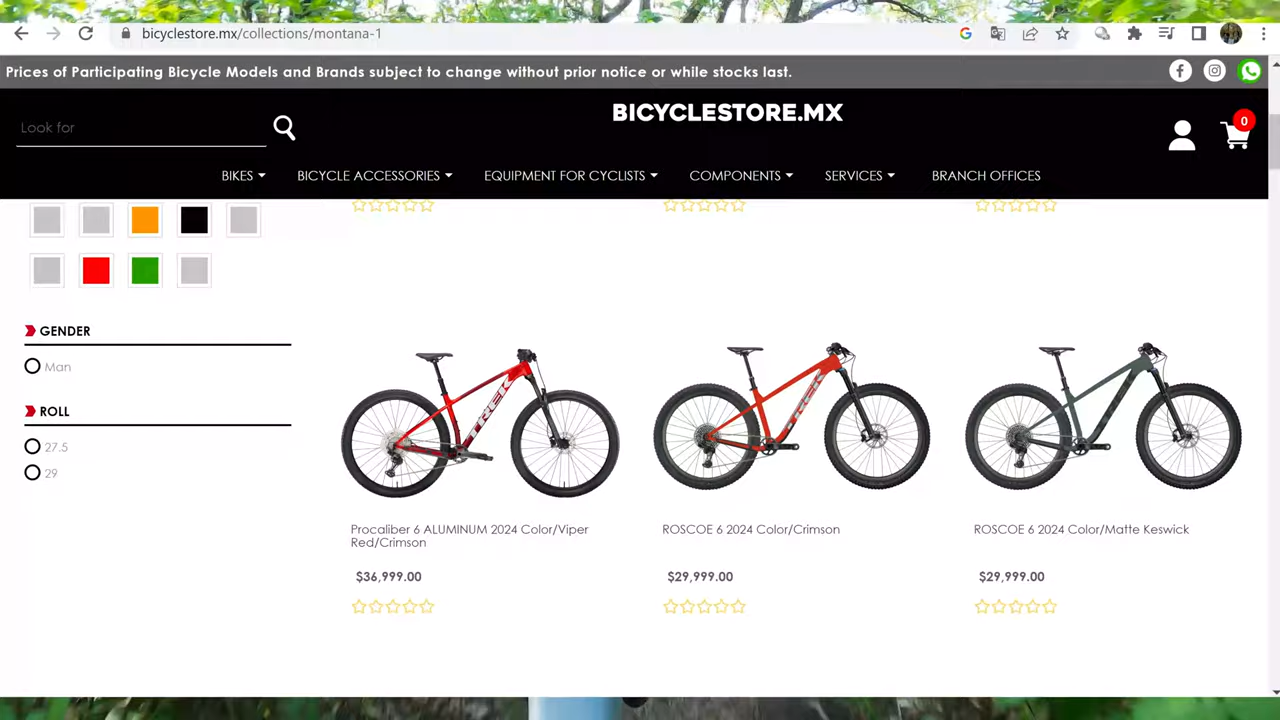 bicyclestore.mx/collections/montana-1
Prices of Participating Bicycle Models and Brands subject to change without prior notice or while stocks last.
Look for
BICYCLESTORE.MX
0
BIKES
BICYCLE ACCESSORIES
EQUIPMENT FOR CYCLISTS
COMPONENTS
SERVICES
BRANCH OFFICES
GENDER
Man
ROLL
27.5
29
TREK
TREK
TREK
Procaliber 6 ALUMINUM 2024 Color/Viper
Red/Crimson
$36,999.00
ROSCOE 6 2024 Color/Crimson
$29,999.00
ROSCOE 6 2024 Color/Matte Keswick
$29,999.00